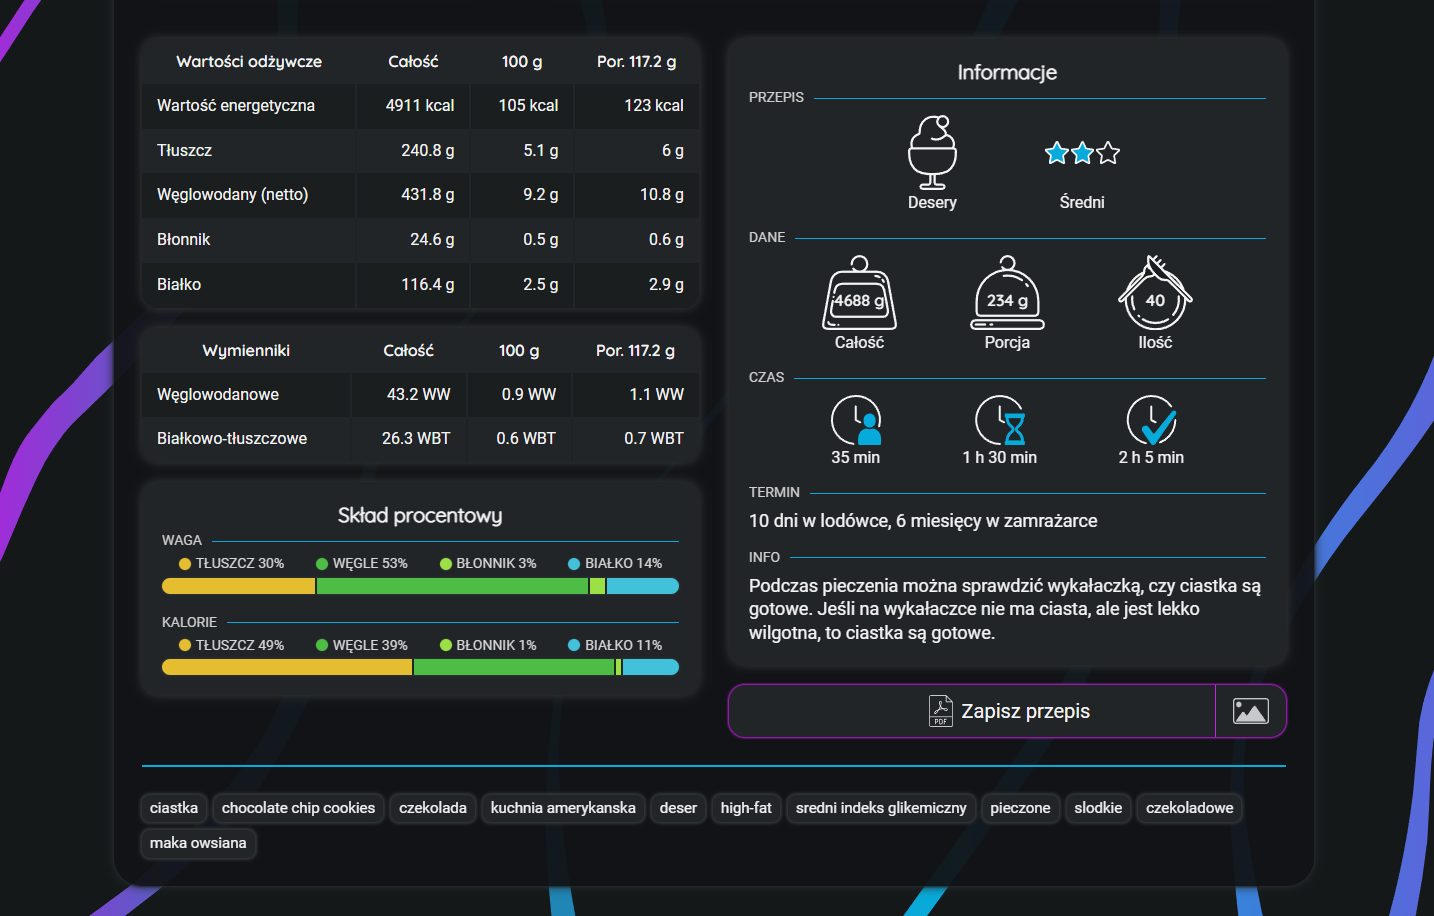 Wartości odżywcze Całość 100 g Por. 117.2 g
Wartość energetyczna 4911 kcal 105 kcal 123 kcal
Tłuszcz 240.8 g 5.1 g 6 g
Węglowodany (netto) 431.8 g 9.2 g 10.8 g
Błonnik 24.6 g 0.5 g 0.6 g
Białko 116.4 g 2.5 g 2.9 g
Wymienniki Całość 100 g Por. 117.2 g
Węglowodanowe 43.2 WW 0.9 WW 1.1 WW
Białkowo-tłuszczowe 26.3 WBT 0.6 WBT 0.7 WBT
Skład procentowy
WAGA
TŁUSZCZ 30% WĘGLE 53% BŁONNIK 3% BIAŁKO 14%
KALORIE
TŁUSZCZ 49% WĘGLE 39% BŁONNIK 1% BIAŁKO 11%
Informacje
PRZEPIS
Desery Średni
DANE
4688 g 234 g 40
Całość Porcja Ilość
CZAS
35 min 1 h 30 min 2 h 5 min
TERMIN
10 dni w lodówce, 6 miesięcy w zamrażarce
INFO
Podczas pieczenia można sprawdzić wykałaczką, czy ciastka są
gotowe. Jeśli na wykałaczce nie ma ciasta, ale jest lekko
wilgotna, to ciastka są gotowe.
PDF Zapisz przepis
ciastka chocolate chip cookies czekolada kuchnia amerykanska deser high-fat sredni indeks glikemiczny pieczone slodkie czekoladowe
maka owsiana